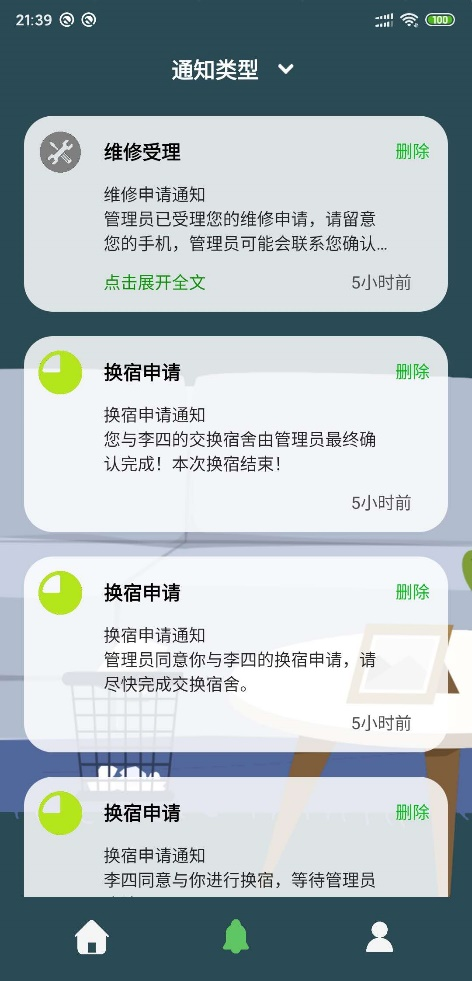 21:39
100
通知类型
维修受理
删除
维修申请通知
管理员已受理您的维修申请，请留意
您的手机，管理员可能会联系您确认...
点击展开全文
5小时前
换宿申请
删除
换宿申请通知
您与李四的交换宿舍由管理员最终确
认完成！本次换宿结束！
5小时前
换宿申请
删除
换宿申请通知
管理员同意你与李四的换宿申请，请
尽快完成交换宿舍。
5小时前
换宿申请
删除
换宿申请通知
李四同意与你进行换宿，等待管理员